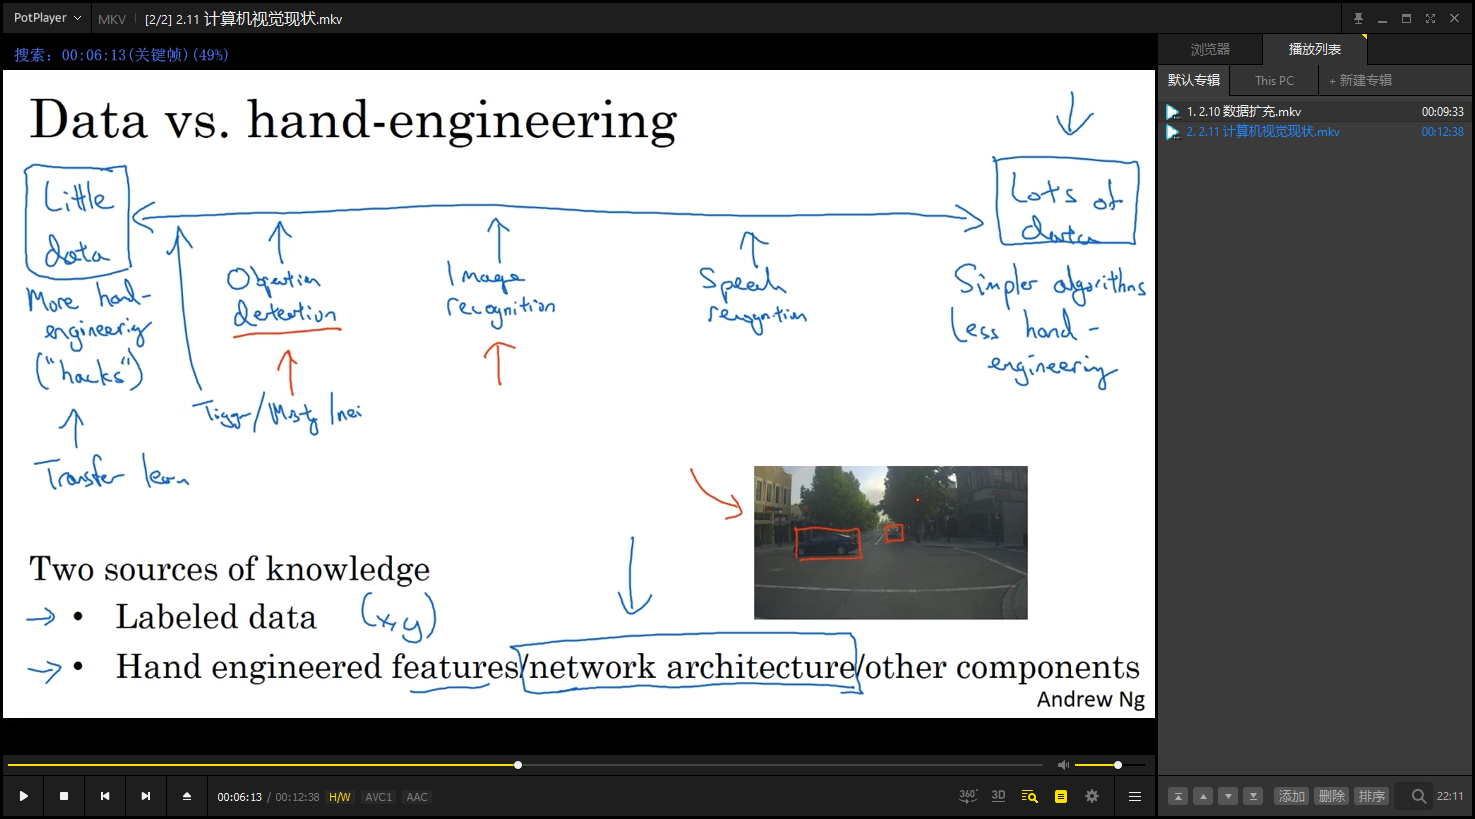 PotPlayer MKV [2/2] 2.11 计算机视觉现状.mkv
搜索: 00:06:13(关键帧)(49%)
Data vs. hand-engineering
Little
data
Lots of
data
More hand-
engineering
("hacks")
Transfer learn
detection
Image
recognition
Speech
recognition
Simpler algorithms
Less hand-
engineering
Two sources of knowledge
→ • Labeled data (x,y)
→ • Hand engineered features/network architecture/other components
Andrew Ng
浏览器 播放列表
默认专辑 This PC + 新建专辑
1. 2.10 数据扩充.mkv 00:09:33
2. 2.11 计算机视觉现状.mkv 00:12:38
00:06:13 / 00:12:38 H/W AVC1 AAC
360° 3D
添加 删除 排序 22:11